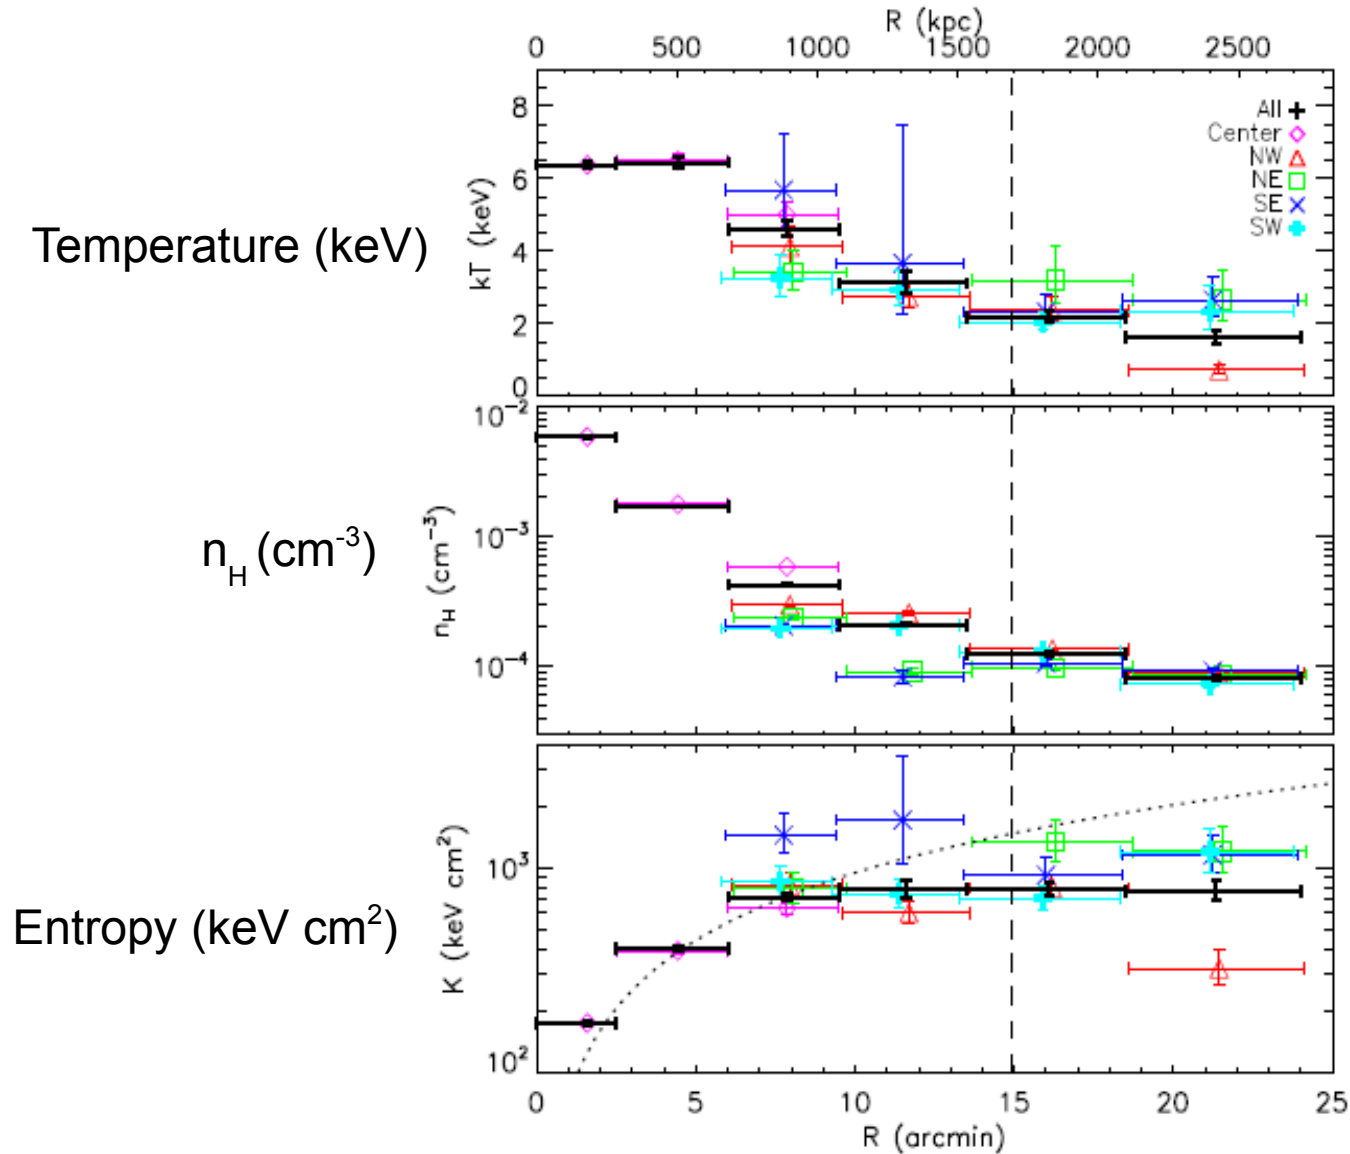 R (kpc)
0 500 1000 1500 2000 2500
Temperature (keV)
kT (keV)
8
6
4
2
0
All
Center
NW
NE
SE
SW
n_H (cm^-3)
n_H (cm^-3)
10^-2
10^-3
10^-4
Entropy (keV cm^2)
K (keV cm^2)
10^3
10^2
0 5 10 15 20 25
R (arcmin)